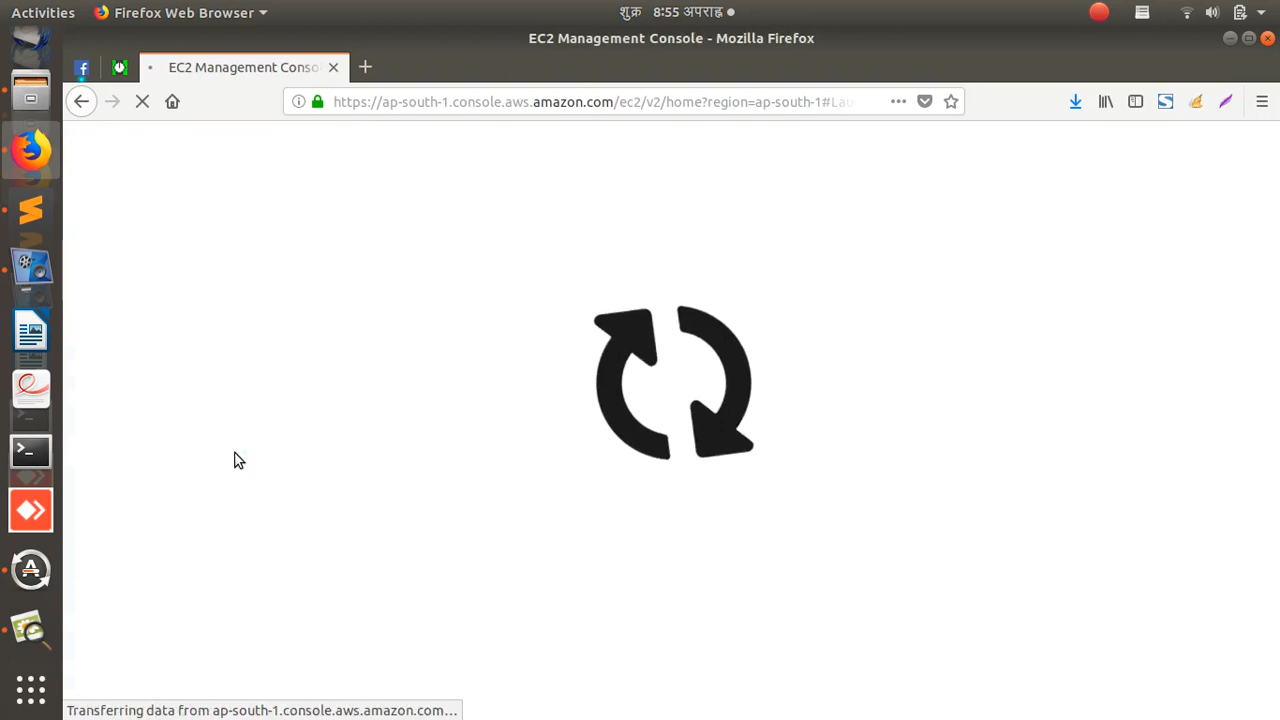 Activities Firefox Web Browser शुक्र 8:55 अपराह्न
EC2 Management Console - Mozilla Firefox
EC2 Management Conso
https://ap-south-1.console.aws.amazon.com/ec2/v2/home?region=ap-south-1#Lau
Transferring data from ap-south-1.console.aws.amazon.com…